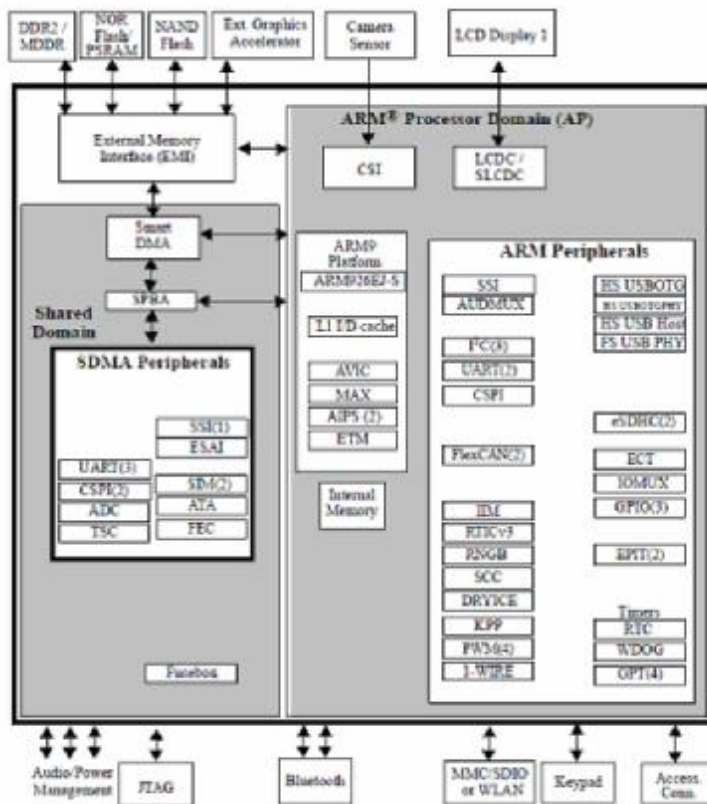 DDR2 /
MDDR
NOR
Flash/
PSRAM
NAND
Flash
Ext. Graphics
Accelerator
Camera
Sensor
LCD Display 1
External Memory
Interface (EMI)
ARM® Processor Domain (AP)
CSI
LCDC /
SLCDC
Smart
DMA
SPBA
Shared
Domain
SDMA Peripherals
SSI(1)
ESAI
UART(3)
CSPI(2)
ADC
TSC
SIM(2)
ATA
FEC
Fusebox
ARM9
Platform
ARM926EJ-S
L1 I/D cache
AVIC
MAX
AIPS (2)
ETM
Internal
Memory
ARM Peripherals
SSI
AUDMUX
I²C(3)
UART(2)
CSPI
FlexCAN(2)
IIM
RTICv3
RNGB
SCC
DRYICE
KPP
PWM(4)
1-WIRE
HS USBOTG
HS USBOTGPHY
HS USB Host
FS USB PHY
eSDHC(2)
ECT
IOMUX
GPIO(3)
EPIT(2)
Timers
RTC
WDOG
GPT(4)
Audio/Power
Management
JTAG
Bluetooth
MMC/SDIO
or WLAN
Keypad
Access.
Conn.